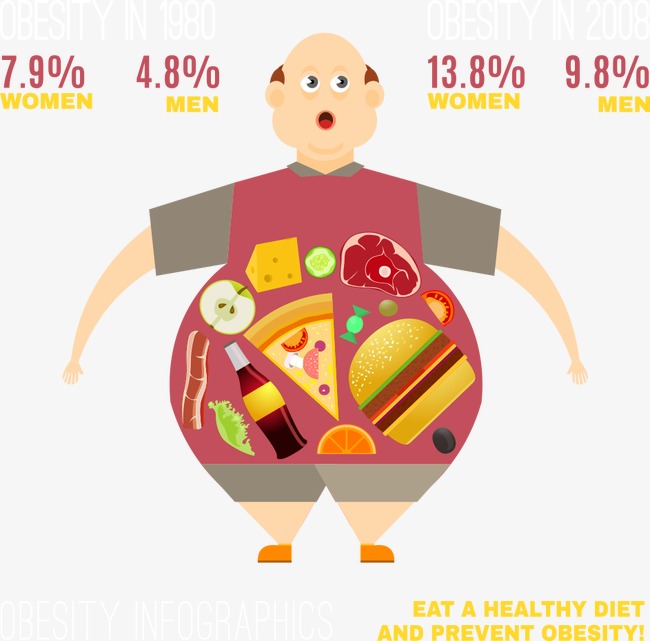 OBESITY IN 1980
7.9% 4.8%
WOMEN MEN
OBESITY IN 2008
13.8% 9.8%
WOMEN MEN
OBESITY INFOGRAPHICS
EAT A HEALTHY DIET
AND PREVENT OBESITY!